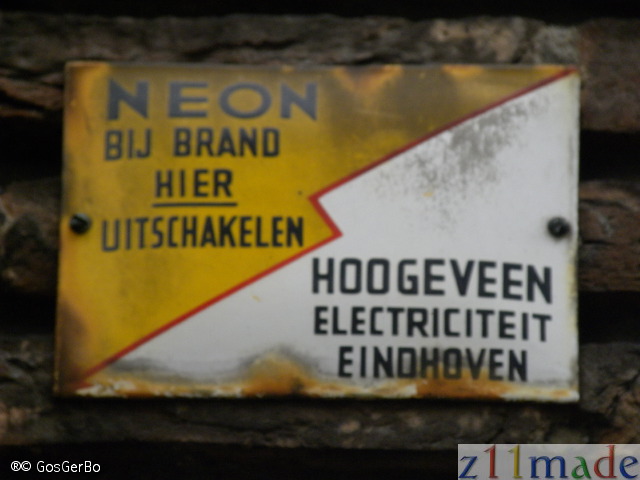 NEON
BIJ BRAND
HIER
UITSCHAKELEN
HOOGEVEEN
ELECTRICITEIT
EINDHOVEN
®© GosGerBo
z11made